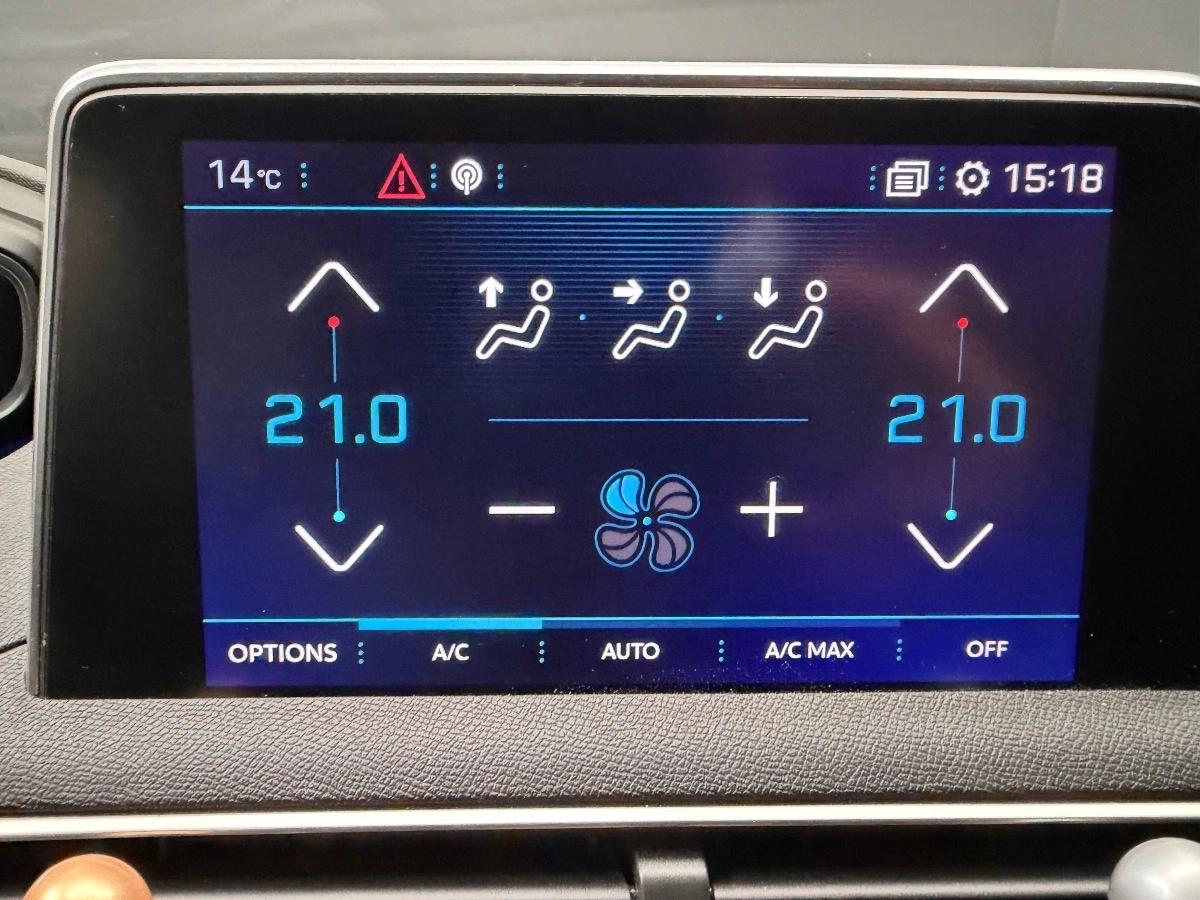 14°C 15:18
21.0 21.0
OPTIONS A/C AUTO A/C MAX OFF